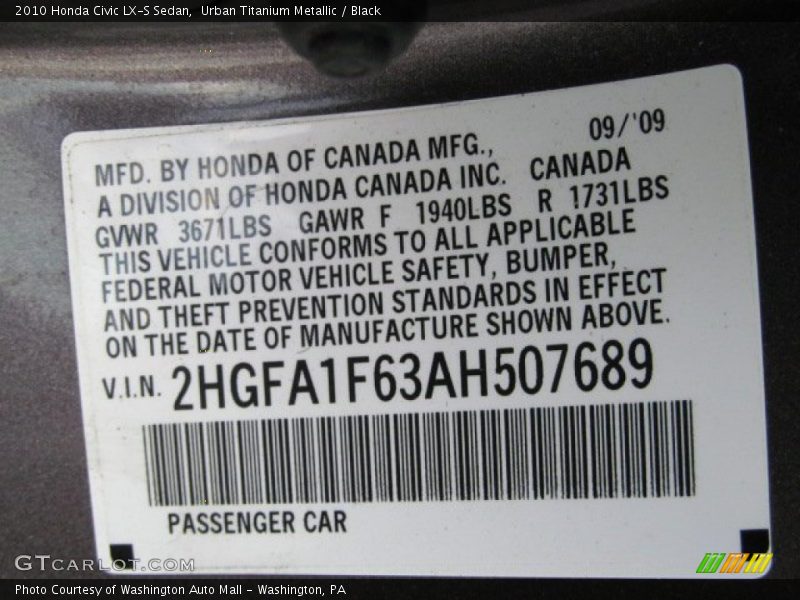 2010 Honda Civic LX-S Sedan,  Urban Titanium Metallic / Black
09/'09
MFD. BY HONDA OF CANADA MFG.,
A DIVISION OF HONDA CANADA INC.  CANADA
GVWR  3671LBS  GAWR F  1940LBS  R  1731LBS
THIS VEHICLE CONFORMS TO ALL APPLICABLE
FEDERAL MOTOR VEHICLE SAFETY, BUMPER,
AND THEFT PREVENTION STANDARDS IN EFFECT
ON THE DATE OF MANUFACTURE SHOWN ABOVE.
V.I.N. 2HGFA1F63AH507689
PASSENGER CAR
GTCARLOT.COM
Photo Courtesy of Washington Auto Mall - Washington, PA